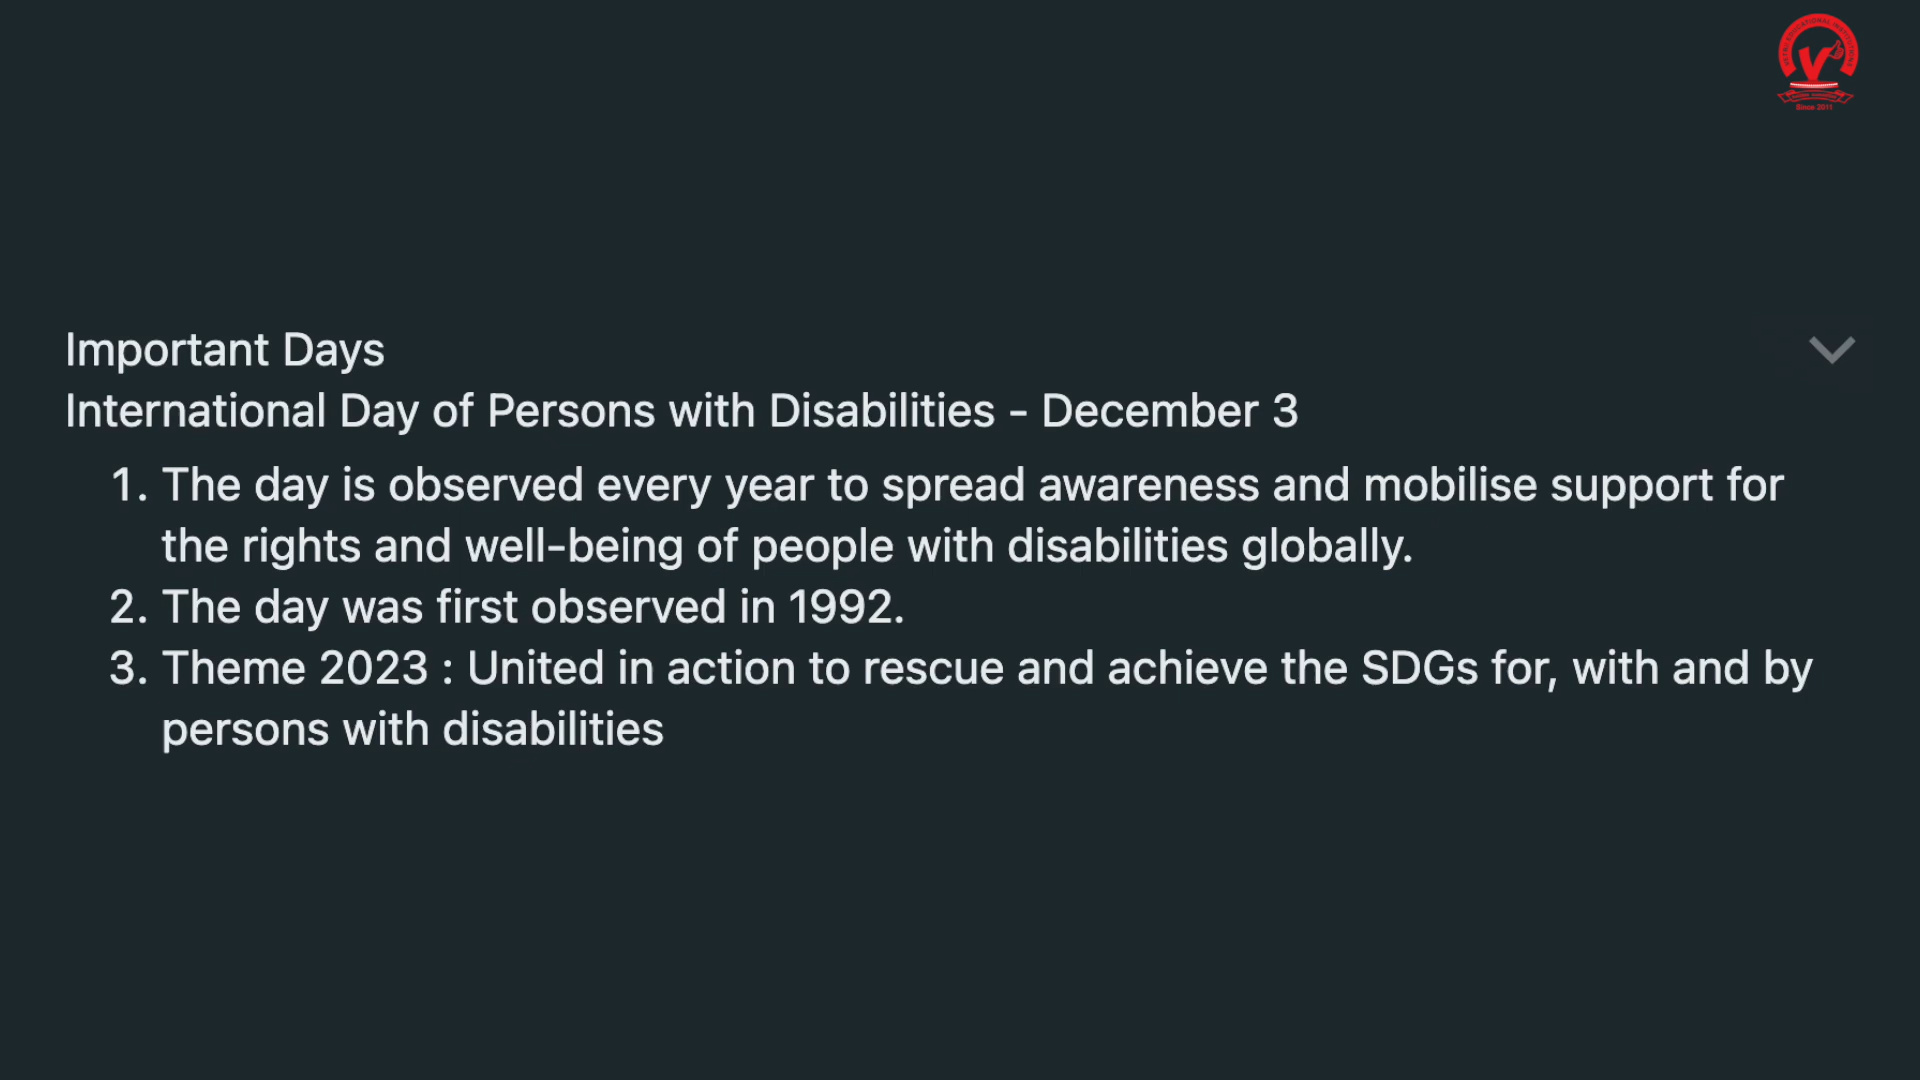 Important Days
International Day of Persons with Disabilities - December 3
1. The day is observed every year to spread awareness and mobilise support for
the rights and well-being of people with disabilities globally.
2. The day was first observed in 1992.
3. Theme 2023 : United in action to rescue and achieve the SDGs for, with and by
persons with disabilities
Since 2011